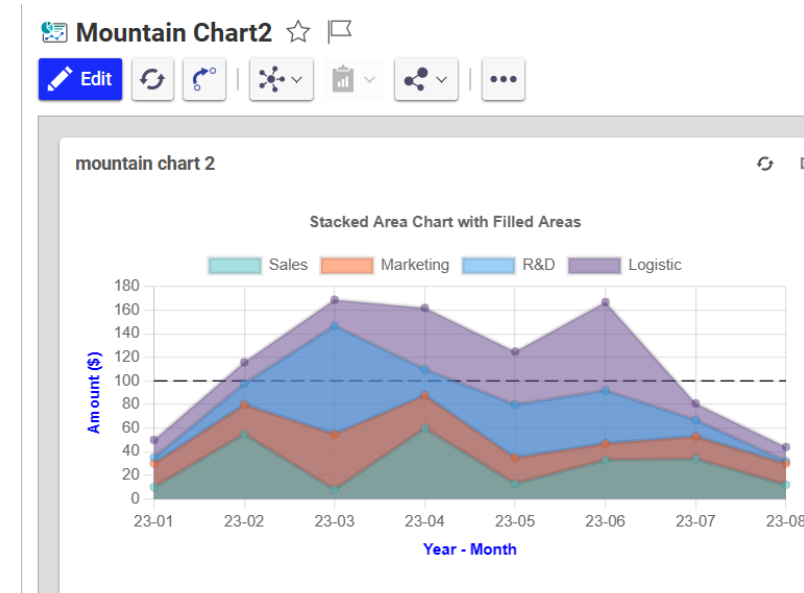 Mountain Chart2
Edit
mountain chart 2
Stacked Area Chart with Filled Areas
Sales Marketing R&D Logistic
180
160
140
120
100
80
60
40
20
0
Amount ($)
23-01 23-02 23-03 23-04 23-05 23-06 23-07 23-08
Year - Month